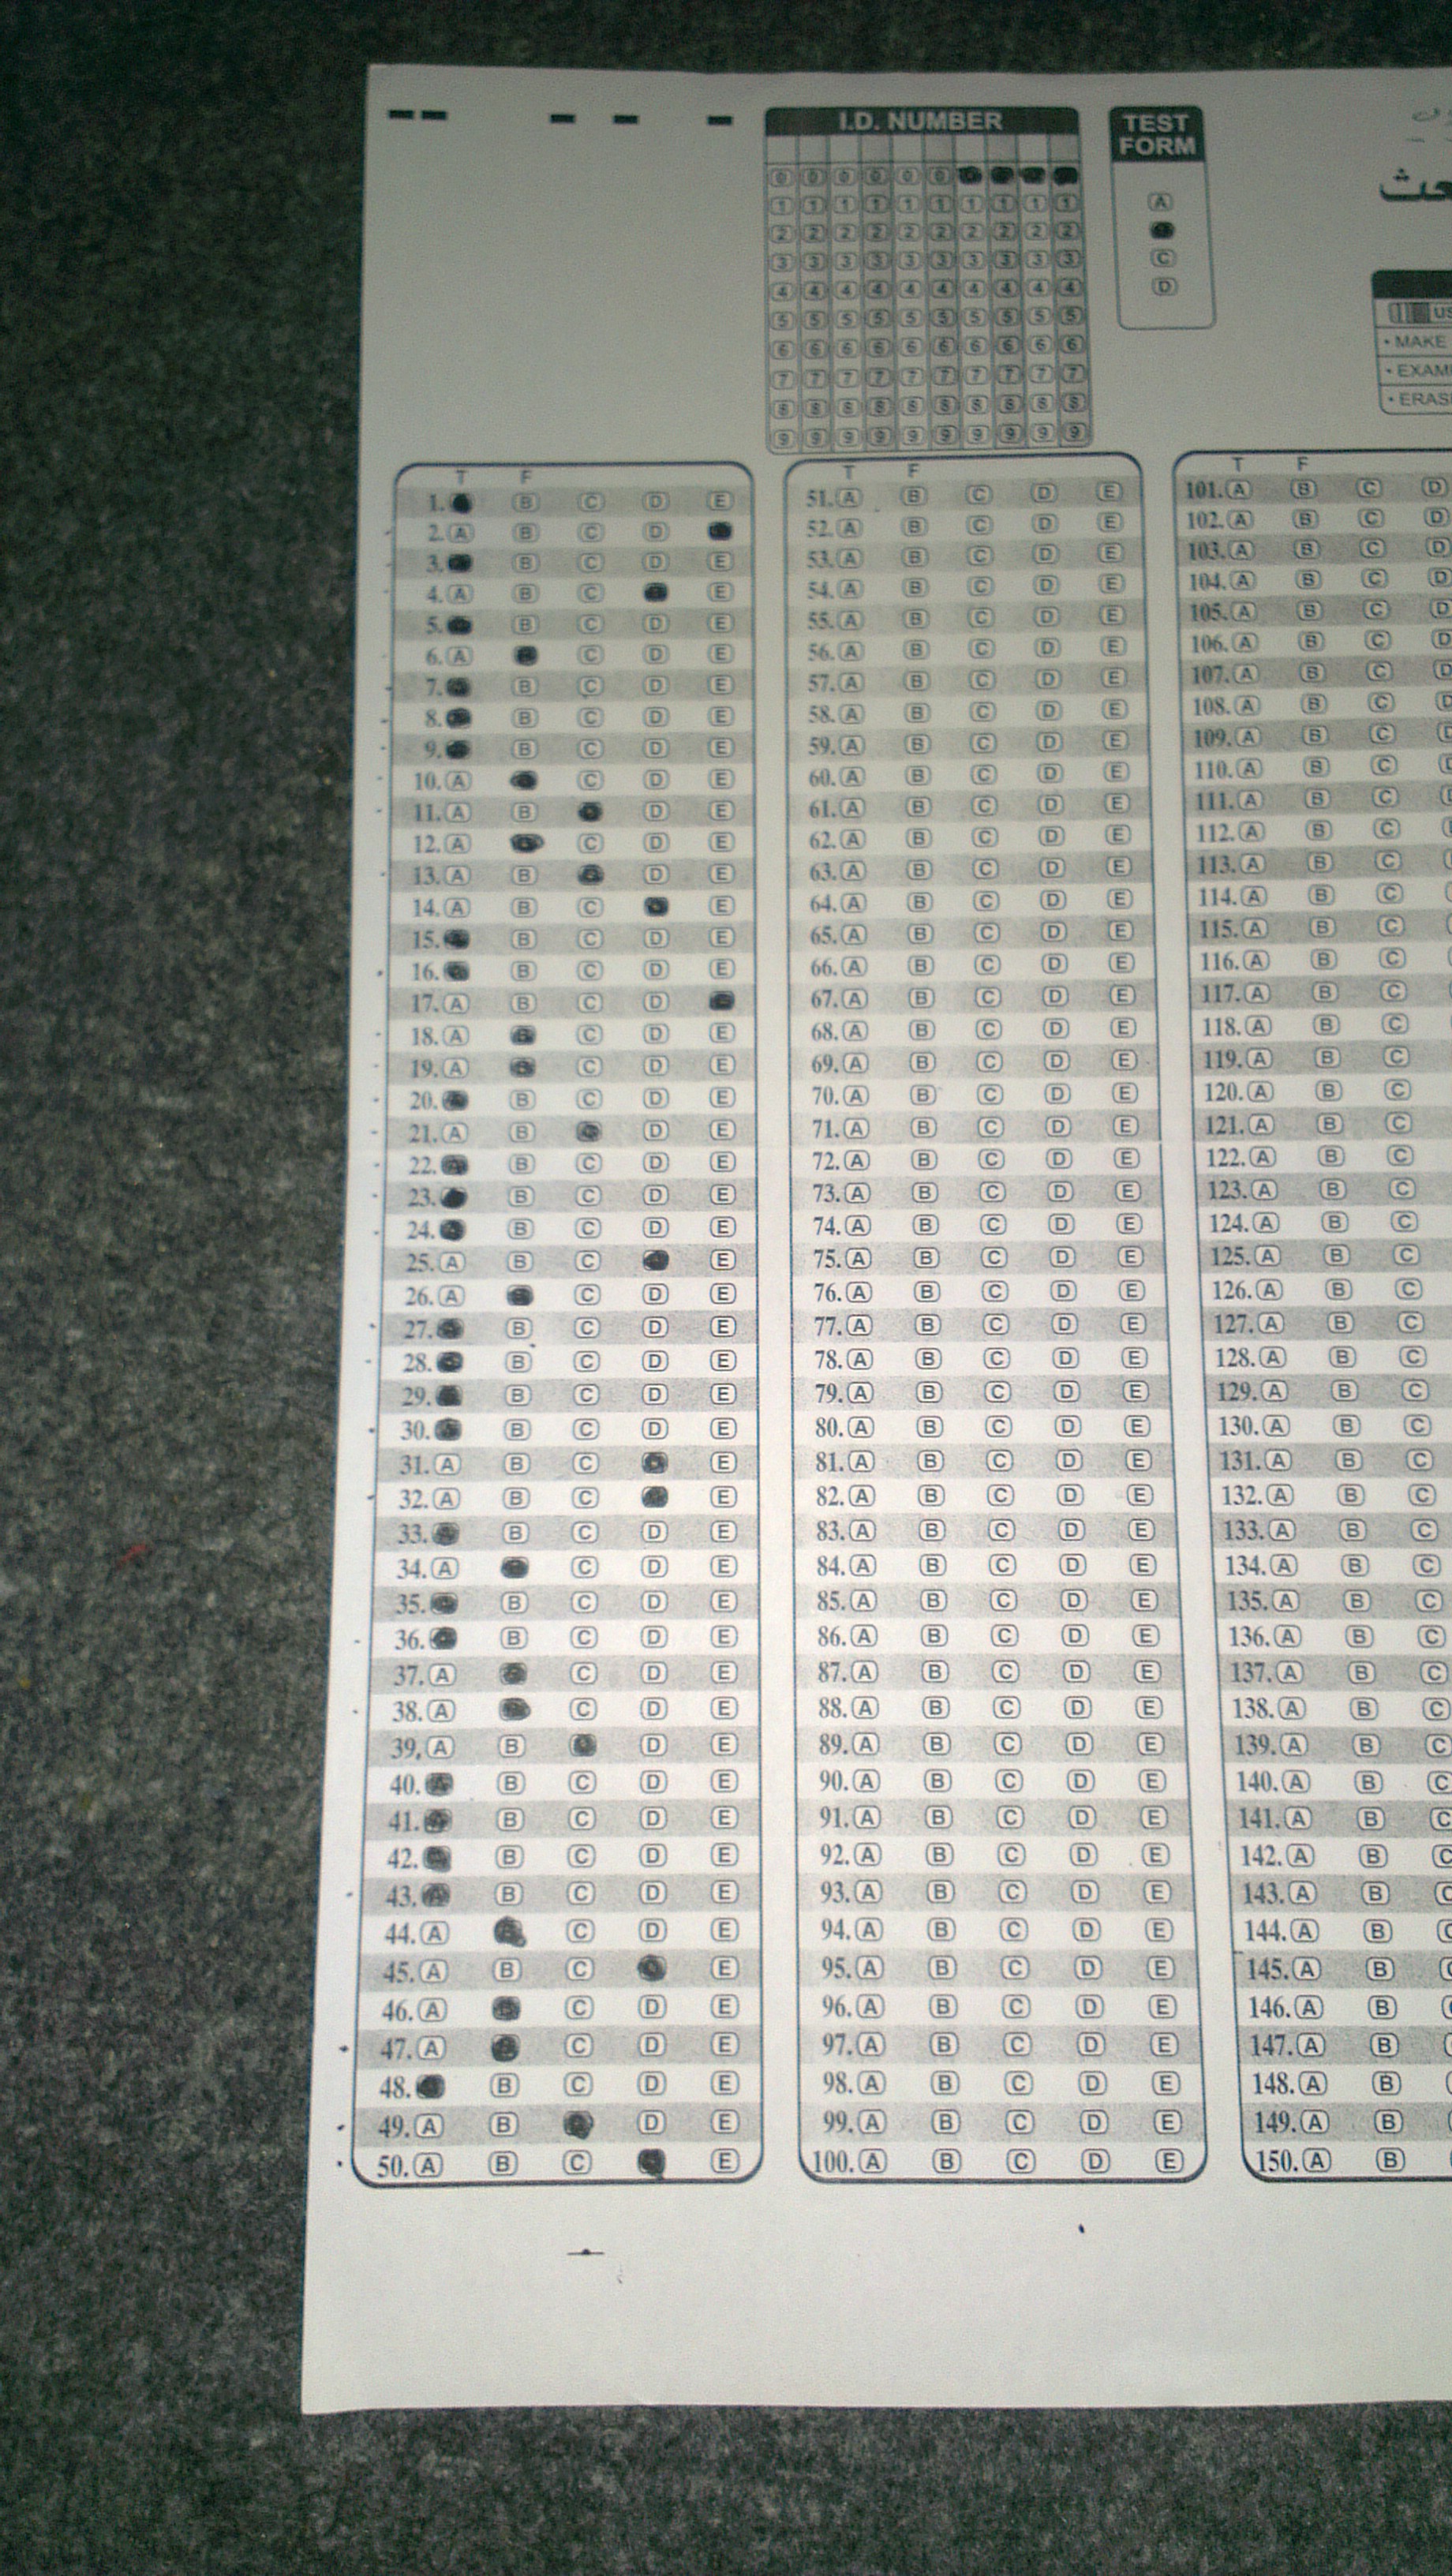 I.D. NUMBER
TEST
FORM
0 0 0 0 0 0
1 1 1 1 1 1 1 1 1 1
2 2 2 2 2 2 2 2 2 2
3 3 3 3 3 3 3 3 3 3
4 4 4 4 4 4 4 4 4 4
5 5 5 5 5 5 5 5 5 5
6 6 6 6 6 6 6 6 6 6
7 7 7 7 7 7 7 7 7 7
8 8 8 8 8 8 8 8 8 8
9 9 9 9 9 9 9 9 9 9
A
C
D
• MAKE
T F
1. B C D E
2. A B C D
3. B C D E
4. A B C E
5. B C D E
6. A C D E
7. B C D E
8. B C D E
9. B C D E
10. A C D E
11. A B D E
12. A C D E
13. A B D E
14. A B C E
15. B C D E
16. B C D E
17. A B C D
18. A B C D E
19. A C D E
20. B C D E
21. A B D E
22. B C D E
23. B C D E
24. B C D E
25. A B C E
26. A C D E
27. B C D E
28. B C D E
29. B C D E
30. B C D E
31. A B C E
32. A B C E
33. B C D E
34. A C D E
35. B C D E
36. B C D E
37. A C D E
38. A C D E
39. A B D E
40. B C D E
41. B C D E
42. B C D E
43. B C D E
44. A C D E
45. A B C E
46. A C D E
47. A C D E
48. B C D E
49. A B D E
50. A B C E
T F
51. A B C D E
52. A B C D E
53. A B C D E
54. A B C D E
55. A B C D E
56. A B C D E
57. A B C D E
58. A B C D E
59. A B C D E
60. A B C D E
61. A B C D E
62. A B C D E
63. A B C D E
64. A B C D E
65. A B C D E
66. A B C D E
67. A B C D E
68. A B C D E
69. A B C D E
70. A B C D E
71. A B C D E
72. A B C D E
73. A B C D E
74. A B C D E
75. A B C D E
76. A B C D E
77. A B C D E
78. A B C D E
79. A B C D E
80. A B C D E
81. A B C D E
82. A B C D E
83. A B C D E
84. A B C D E
85. A B C D E
86. A B C D E
87. A B C D E
88. A B C D E
89. A B C D E
90. A B C D E
91. A B C D E
92. A B C D E
93. A B C D E
94. A B C D E
95. A B C D E
96. A B C D E
97. A B C D E
98. A B C D E
99. A B C D E
100. A B C D E
T F
101. A B C D
102. A B C D
103. A B C D
104. A B C D
105. A B C D
106. A B C D
107. A B C D
108. A B C
109. A B C
110. A B C
111. A B C
112. A B C
113. A B C
114. A B C
115. A B C
116. A B C
117. A B C
118. A B C
119. A B C
120. A B C
121. A B C
122. A B C
123. A B C
124. A B C
125. A B C
126. A B C
127. A B C
128. A B C
129. A B C
130. A B C
131. A B C
132. A B C
133. A B C
134. A B C
135. A B C
136. A B C
137. A B C
138. A B C
139. A B C
140. A B C
141. A B C
142. A B C
143. A B C
144. A B
145. A B
146. A B
147. A B
148. A B
149. A B
150. A B